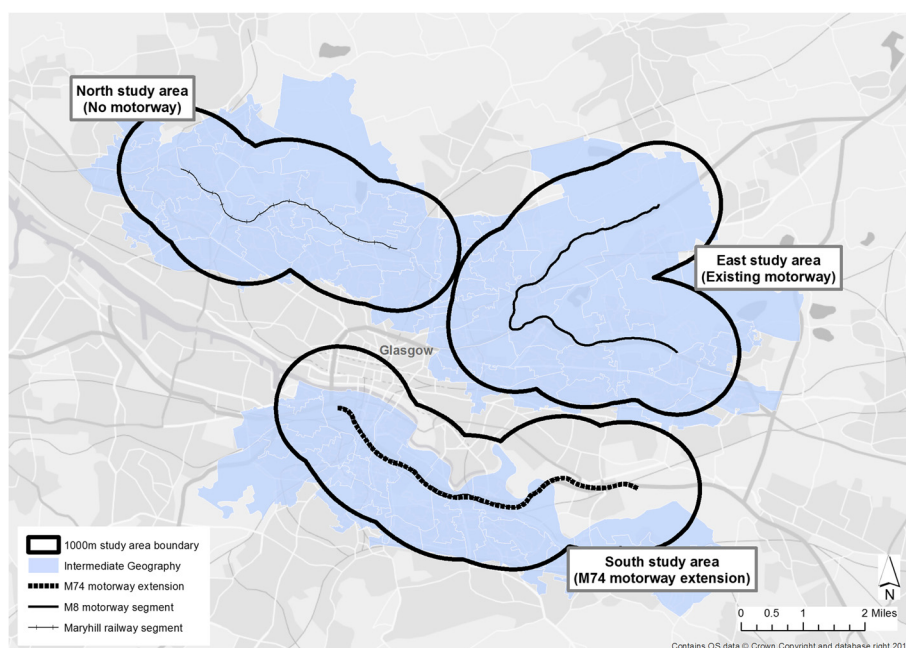 North study area
(No motorway)
East study area
(Existing motorway)
Glasgow
South study area
(M74 motorway extension)
1000m study area boundary
Intermediate Geography
M74 motorway extension
M8 motorway segment
Maryhill railway segment
N
0 0.5 1 2 Miles
Contains OS data © Crown Copyright and database right 201